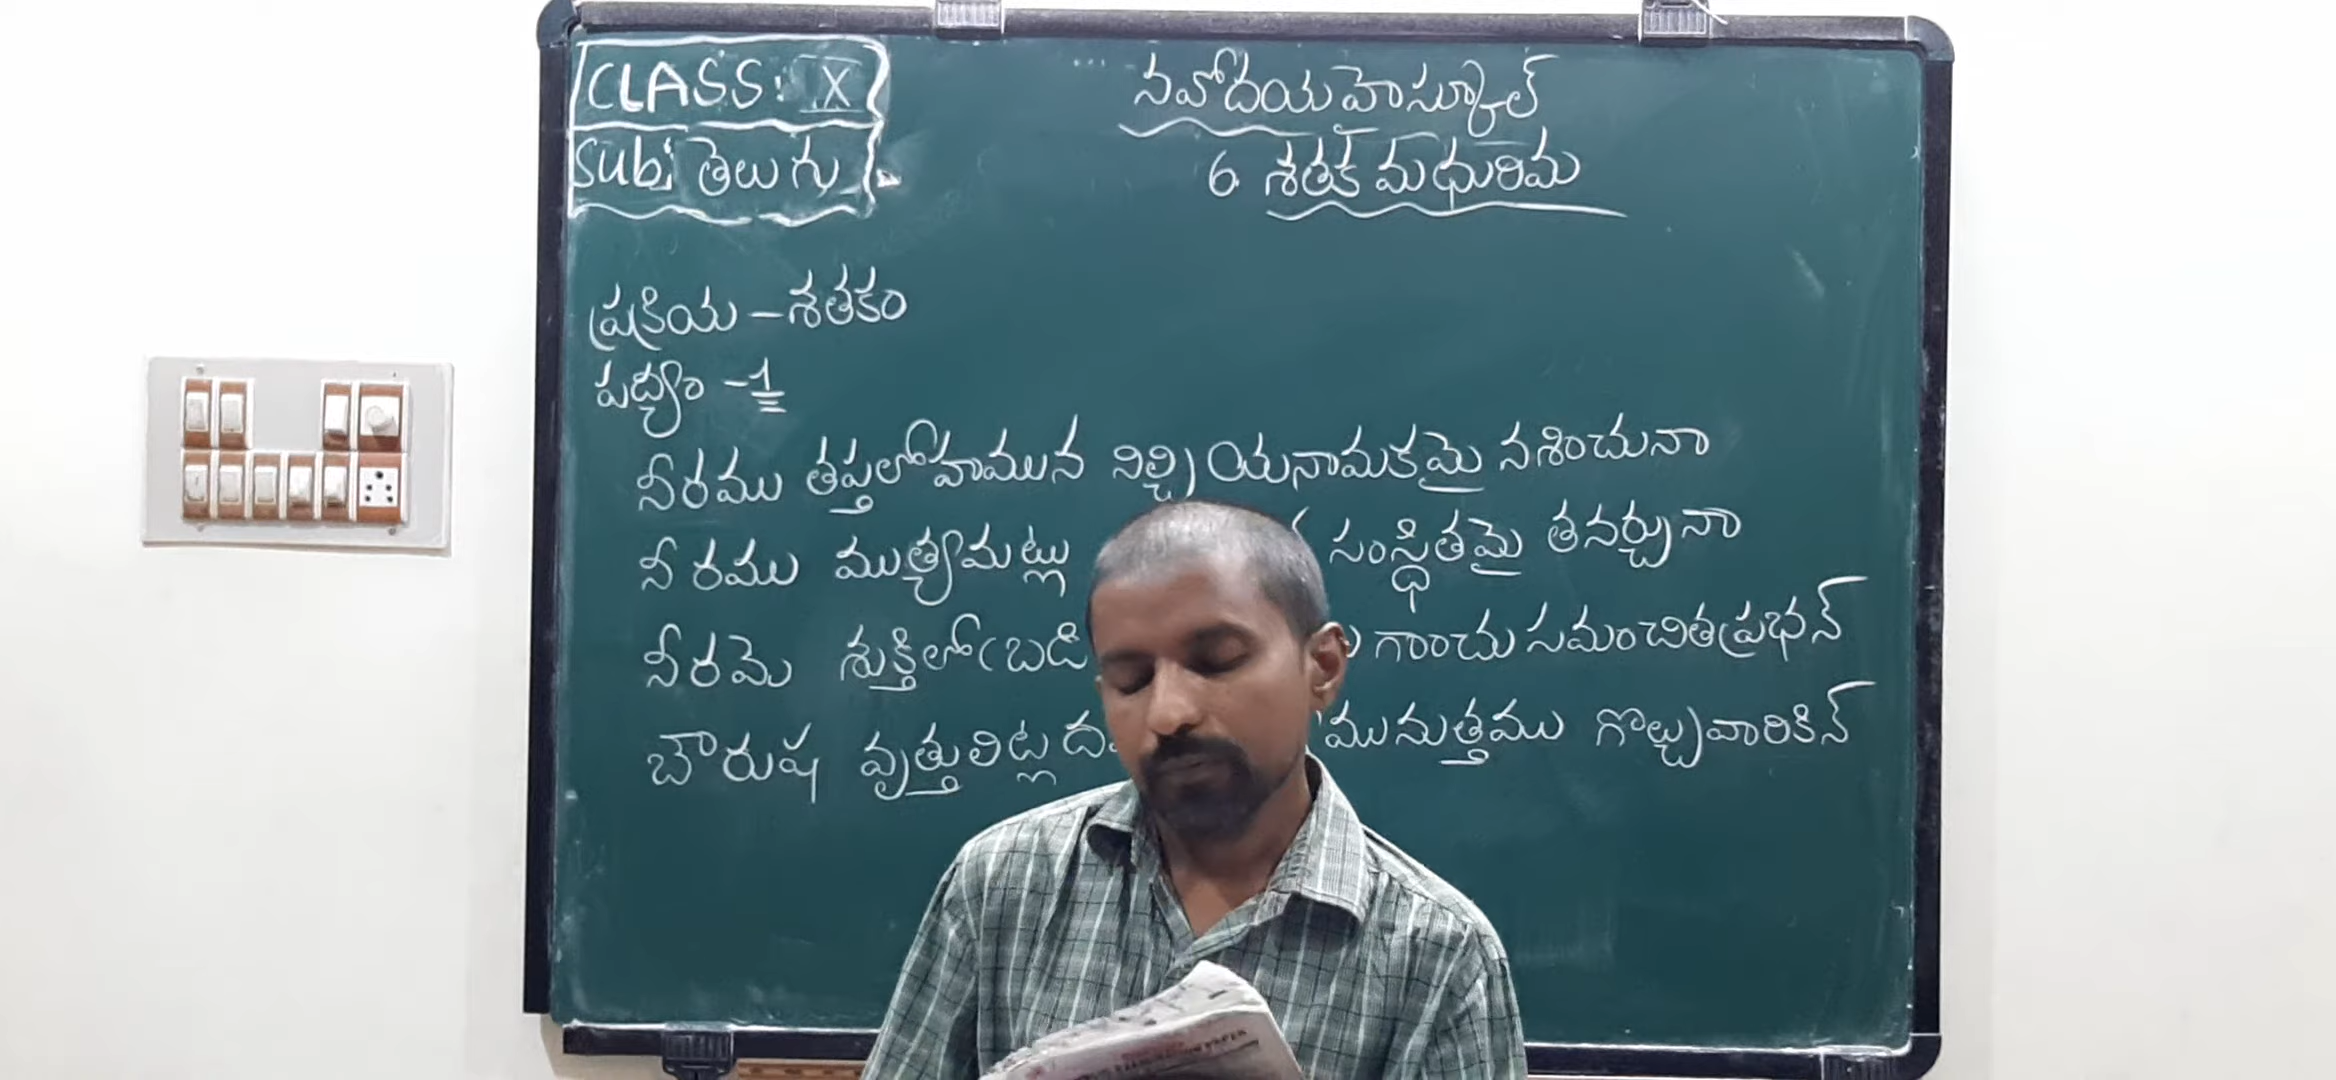 CLASS: X
Sub: తెలుగు
నవోదయహైస్కూల్
6 శతక మధురిమ
ప్రక్రియ - శతకం
పద్యం - 1
నీరము తప్తలోహమున నిల్చి యనామకమై నశించునా
నీరము ముత్యమట్లు సంస్థితమై తనర్చునా
నీరమె శుక్తిలోఁబడి గాంచు సమంచితప్రభన్
బౌరుష వృత్తులిట్ల మునుత్తము గొల్చువారికిన్